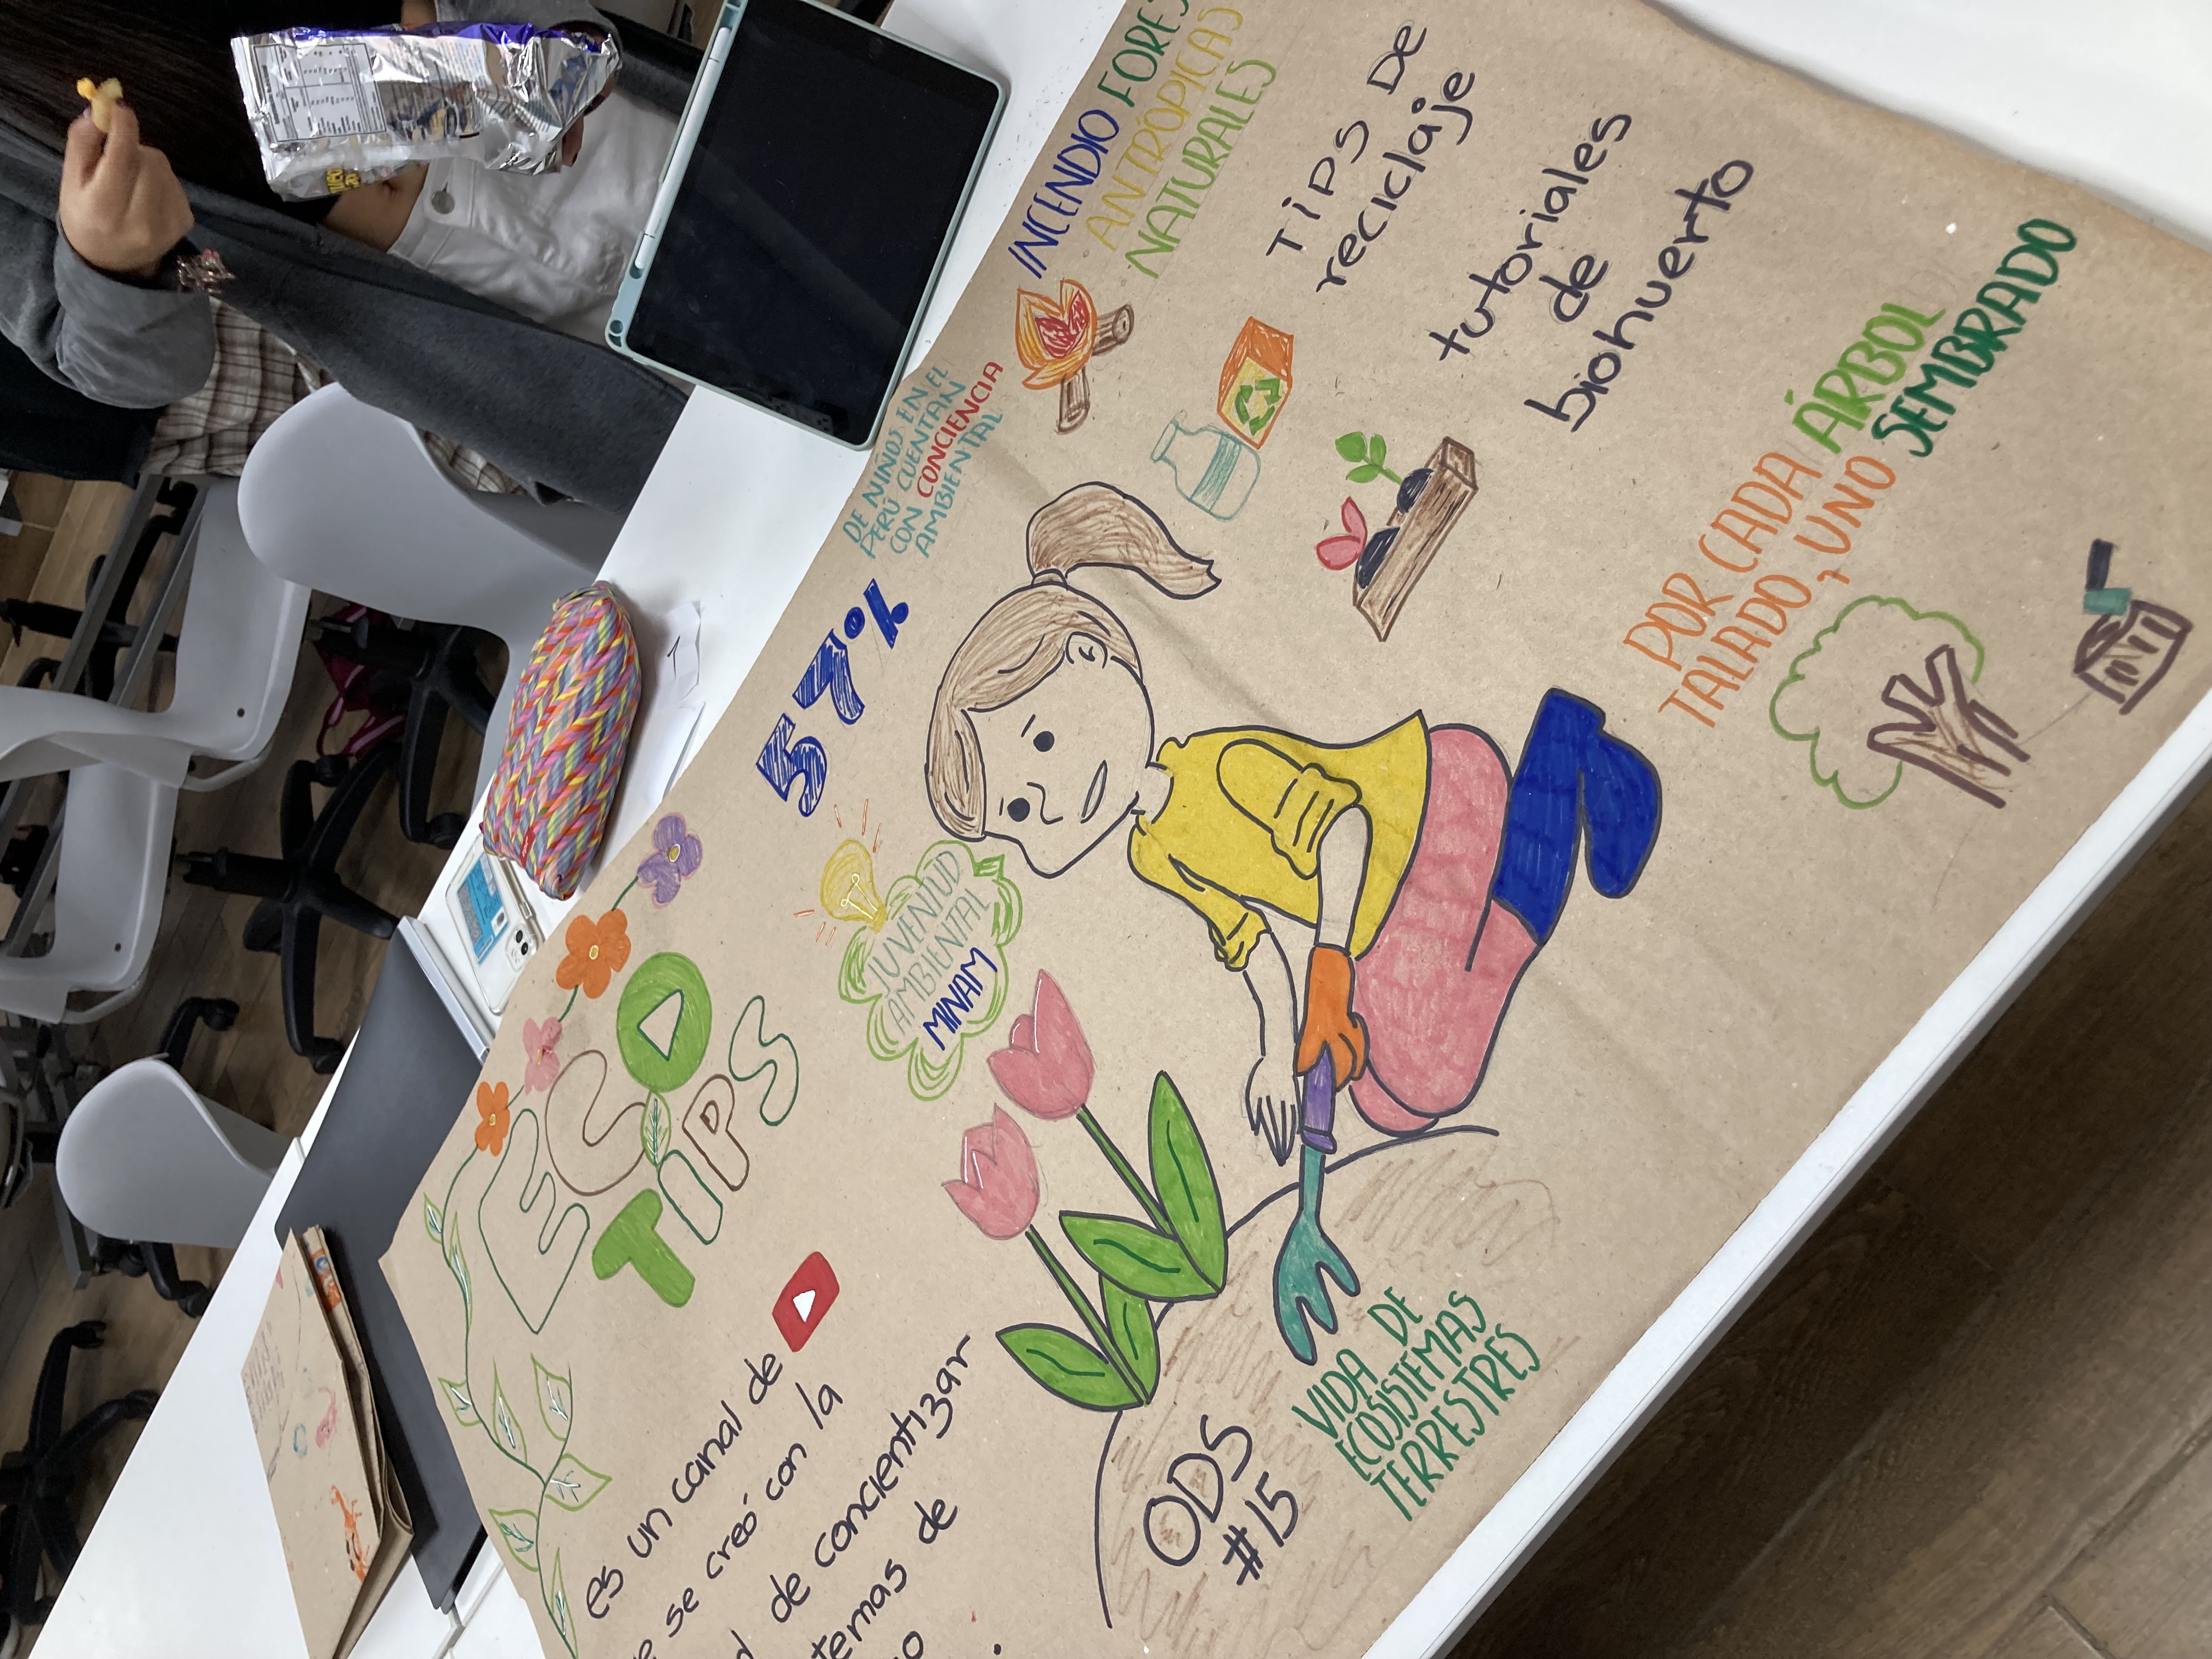 ECO
TIPS
es un canal de
se creó con la
de concientizar
temas de
57%
DE NIÑOS EN EL
PERÚ CUENTAN
CON CONCIENCIA
AMBIENTAL
JUVENTUD
AMBIENTAL
MINAM
INCENDIO
ANTRÓPICAS
NATURALES
ODS
#15
VIDA DE
ECOSISTEMAS
TERRESTRES
TIPS DE
reciclaje
tutoriales
de
biohuerto
POR CADA ÁRBOL
TALADO, UNO SEMBRADO